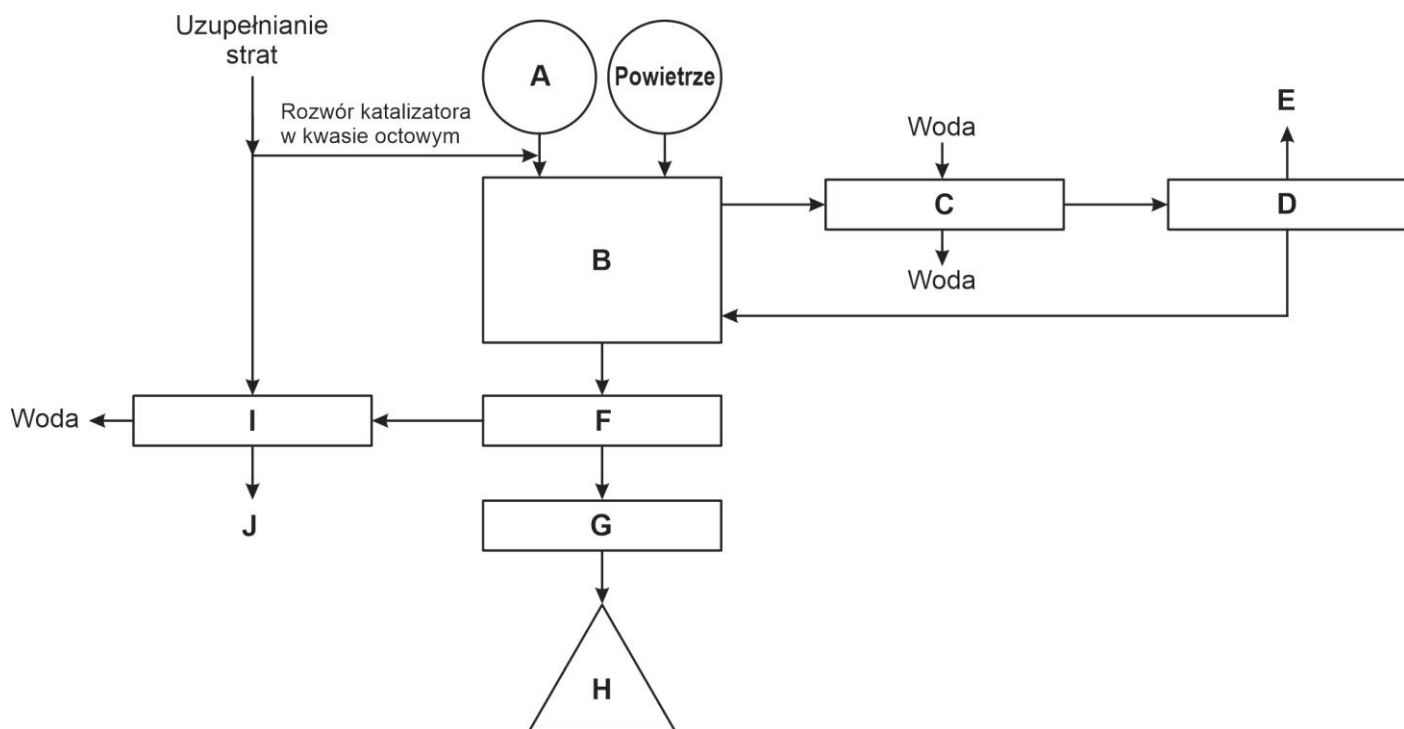 Uzupełnianie
strat
Rozwór katalizatora
w kwasie octowym
A
Powietrze
E
Woda
C
D
B
Woda
Woda
I
F
J
G
H